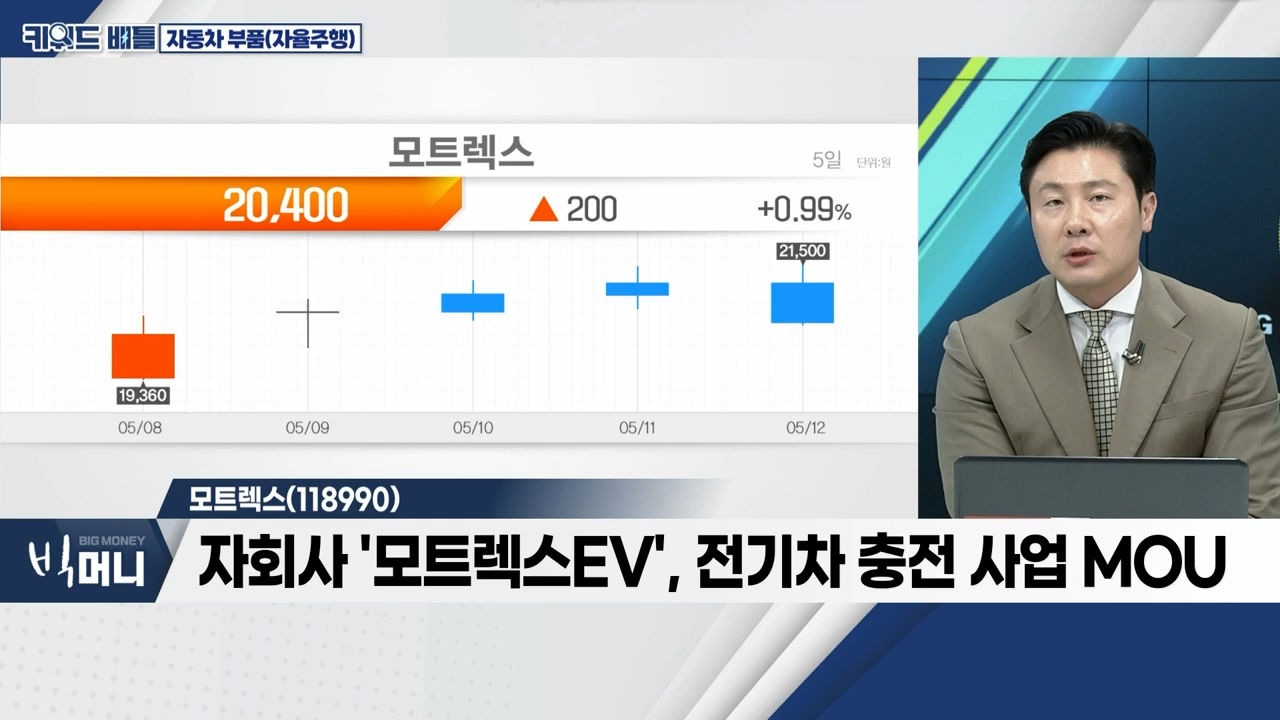 키워드 배틀 자동차 부품(자율주행)
모트렉스
5일 단위:원
20,400 ▲ 200 +0.99%
21,500
19,360
05/08 05/09 05/10 05/11 05/12
모트렉스(118990)
BIG MONEY
빅머니
자회사 '모트렉스EV', 전기차 충전 사업 MOU
G